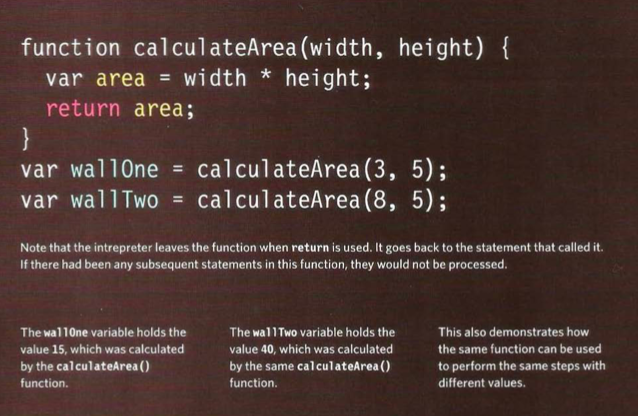 function calculateArea(width, height) {
  var area = width * height;
  return area;
}
var wallOne = calculateArea(3, 5);
var wallTwo = calculateArea(8, 5);
Note that the intrepreter leaves the function when return is used. It goes back to the statement that called it.
If there had been any subsequent statements in this function, they would not be processed.
The wallOne variable holds the
value 15, which was calculated
by the calculateArea()
function.
The wallTwo variable holds the
value 40, which was calculated
by the same calculateArea()
function.
This also demonstrates how
the same function can be used
to perform the same steps with
different values.